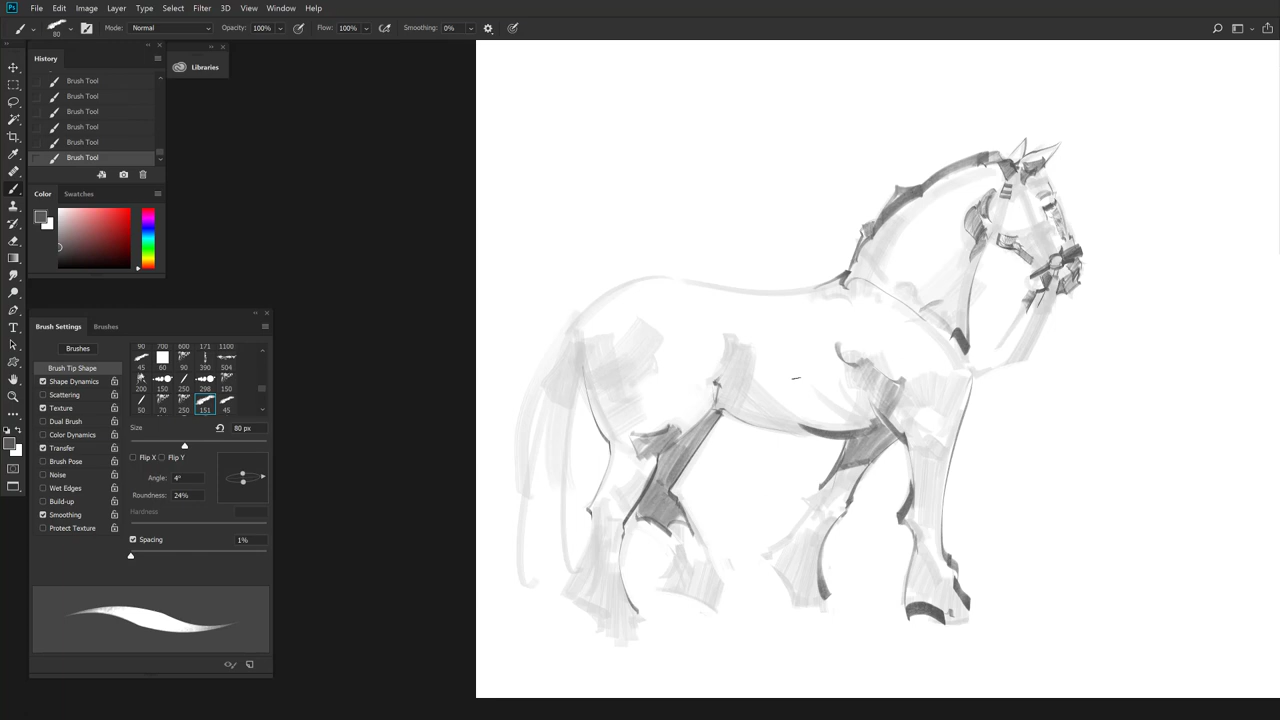 Ps File Edit Image Layer Type Select Filter 3D View Window Help
80 Mode: Normal Opacity: 100% Flow: 100% Smoothing: 0%
History
Libraries
Brush Tool
Brush Tool
Brush Tool
Brush Tool
Brush Tool
Brush Tool
Color Swatches
Brush Settings Brushes
Brushes
90 700 600 171 1100
45 60 90 390 504
200 150 250 298 150
50 70 250 151 45
Brush Tip Shape
Shape Dynamics
Scattering
Texture
Dual Brush
Color Dynamics
Transfer
Brush Pose
Noise
Wet Edges
Build-up
Smoothing
Protect Texture
Size 80 px
Flip X Flip Y
Angle: 4°
Roundness: 24%
Hardness
Spacing 1%